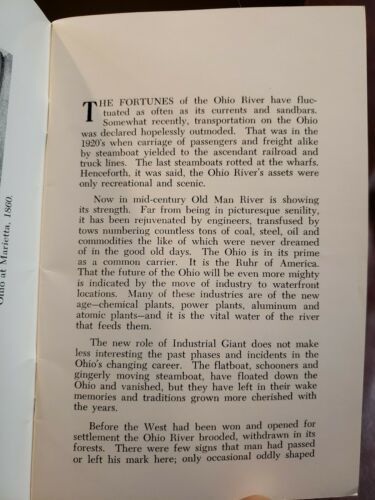 Ohio at Marietta, 1860.
THE FORTUNES of the Ohio River have fluc-
tuated as often as its currents and sandbars.
Somewhat recently, transportation on the Ohio
was declared hopelessly outmoded. That was in the
1920's when carriage of passengers and freight alike
by steamboat yielded to the ascendant railroad and
truck lines. The last steamboats rotted at the wharfs.
Henceforth, it was said, the Ohio River's assets were
only recreational and scenic.
Now in mid-century Old Man River is showing
its strength. Far from being in picturesque senility,
it has been rejuvenated by engineers, transfused by
tows numbering countless tons of coal, steel, oil and
commodities the like of which were never dreamed
of in the good old days. The Ohio is in its prime
as a common carrier. It is the Ruhr of America.
That the future of the Ohio will be even more mighty
is indicated by the move of industry to waterfront
locations. Many of these industries are of the new
age—chemical plants, power plants, aluminum and
atomic plants—and it is the vital water of the river
that feeds them.
The new role of Industrial Giant does not make
less interesting the past phases and incidents in the
Ohio's changing career. The flatboat, schooners and
gingerly moving steamboat, have floated down the
Ohio and vanished, but they have left in their wake
memories and traditions grown more cherished with
the years.
Before the West had been won and opened for
settlement the Ohio River brooded, withdrawn in its
forests. There were few signs that man had passed
or left his mark here; only occasional oddly shaped